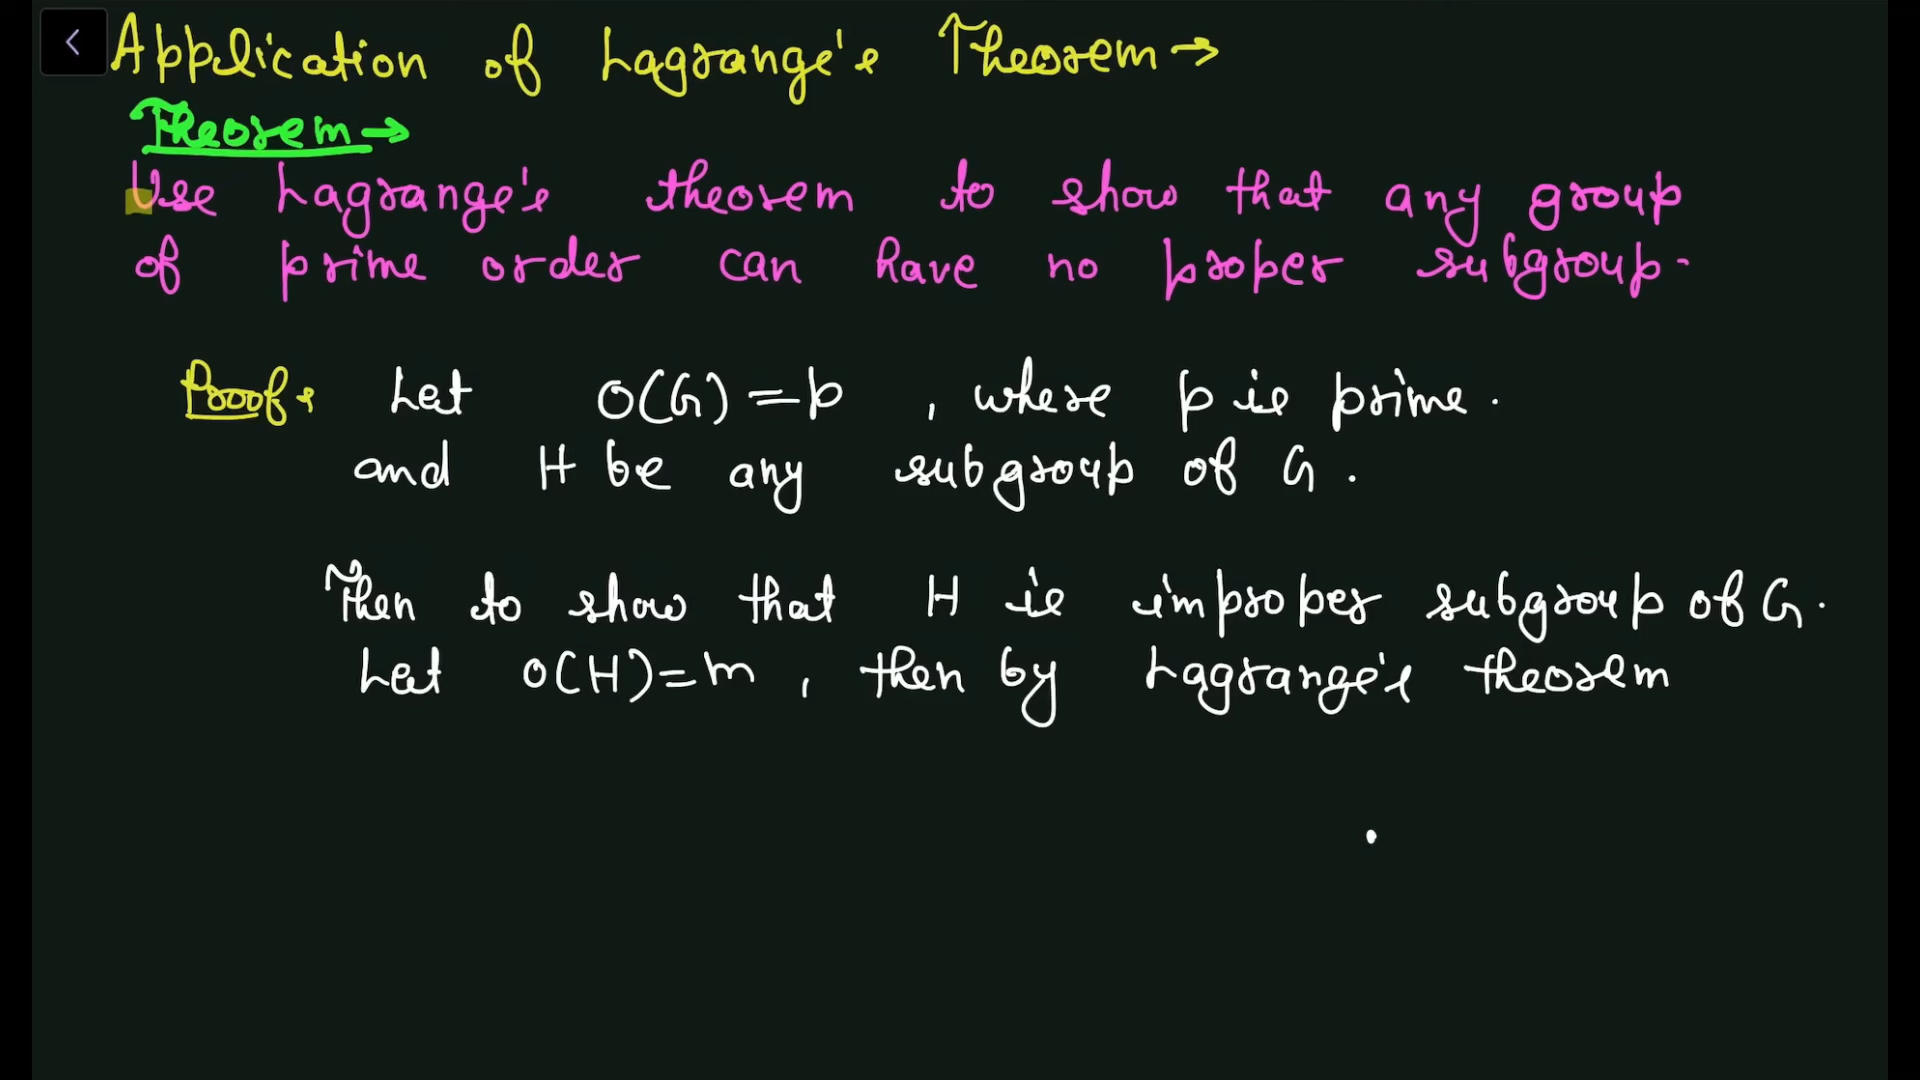 Application of Lagrange's Theorem→
Theorem→
Use Lagrange's theorem to show that any group
of prime order can have no proper subgroup.
Proof: Let O(G) = p , where p is prime.
and H be any subgroup of G.
Then to show that H is improper subgroup of G.
Let O(H)=m , then by Lagrange's theorem